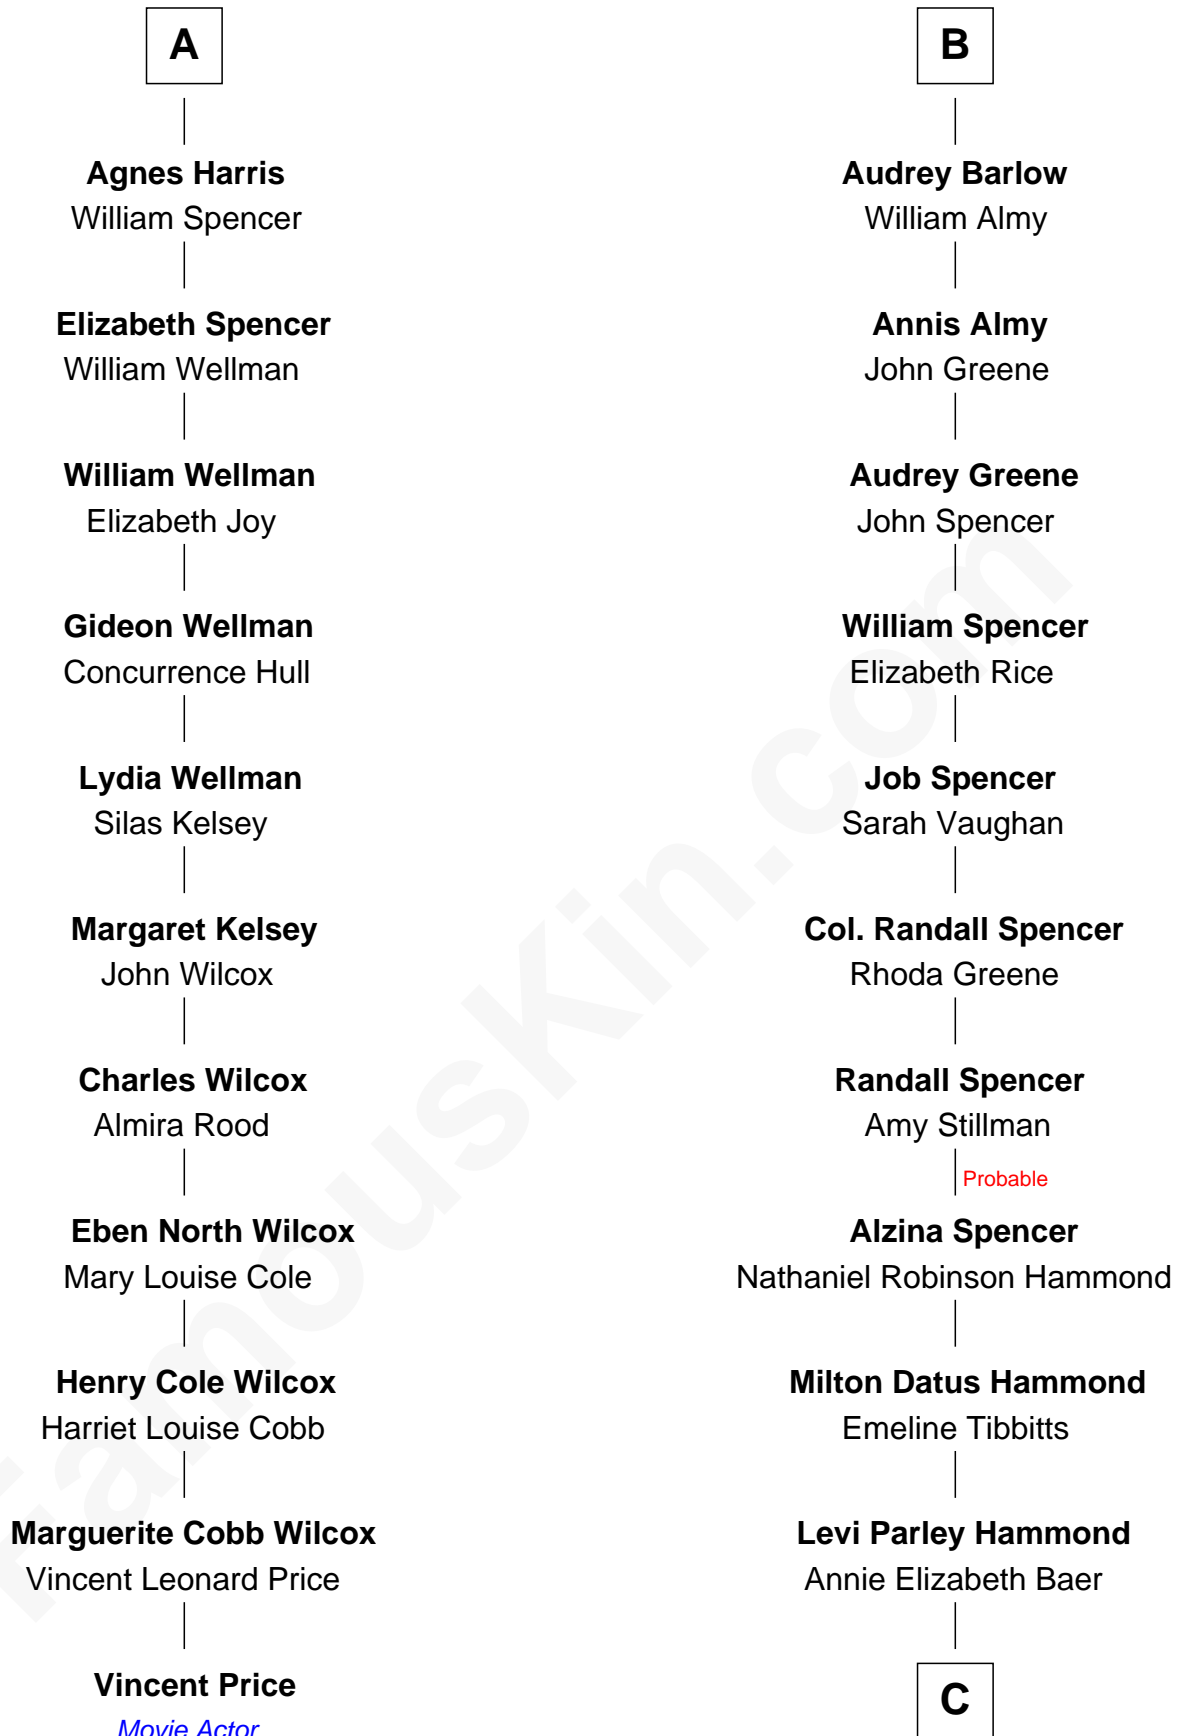 A
Agnes Harris
William Spencer
Elizabeth Spencer
William Wellman
William Wellman
Elizabeth Joy
Gideon Wellman
Concurrence Hull
Lydia Wellman
Silas Kelsey
Margaret Kelsey
John Wilcox
Charles Wilcox
Almira Rood
Eben North Wilcox
Mary Louise Cole
Henry Cole Wilcox
Harriet Louise Cobb
Marguerite Cobb Wilcox
Vincent Leonard Price
Vincent Price
Movie Actor
B
Audrey Barlow
William Almy
Annis Almy
John Greene
Audrey Greene
John Spencer
William Spencer
Elizabeth Rice
Job Spencer
Sarah Vaughan
Col. Randall Spencer
Rhoda Greene
Randall Spencer
Amy Stillman
Probable
Alzina Spencer
Nathaniel Robinson Hammond
Milton Datus Hammond
Emeline Tibbitts
Levi Parley Hammond
Annie Elizabeth Baer
C
FamousKin.com